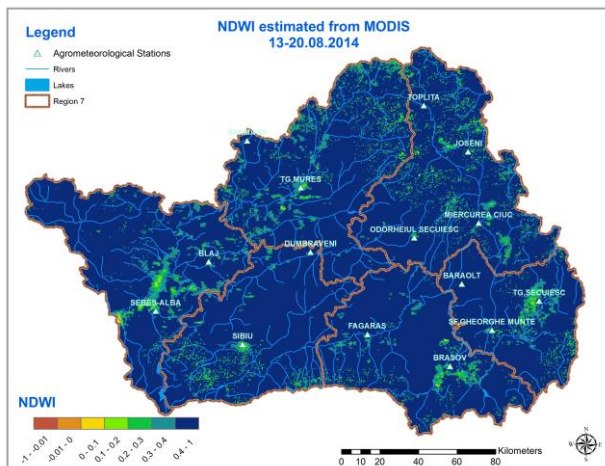 NDWI estimated from MODIS
13-20.08.2014
Legend
Agrometeorological Stations
Rivers
Lakes
Region 7
TOPLITA
JOSENI
TG.MURES
MIERCUREA CIUC
ODORHEIUL SECUIESC
DUMBRAVENI
BLAJ
BARAOLT
TG.SECUIESC
SEBES-ALBA
SF.GHEORGHE MUNTE
FAGARAS
SIBIU
BRASOV
NDWI
-1 - -0.01
-0.01 - 0
0 - 0.1
0.1 - 0.2
0.2 - 0.3
0.3 - 0.4
0.4 - 1
Kilometers
0 10 20 40 60 80
N
W E
S